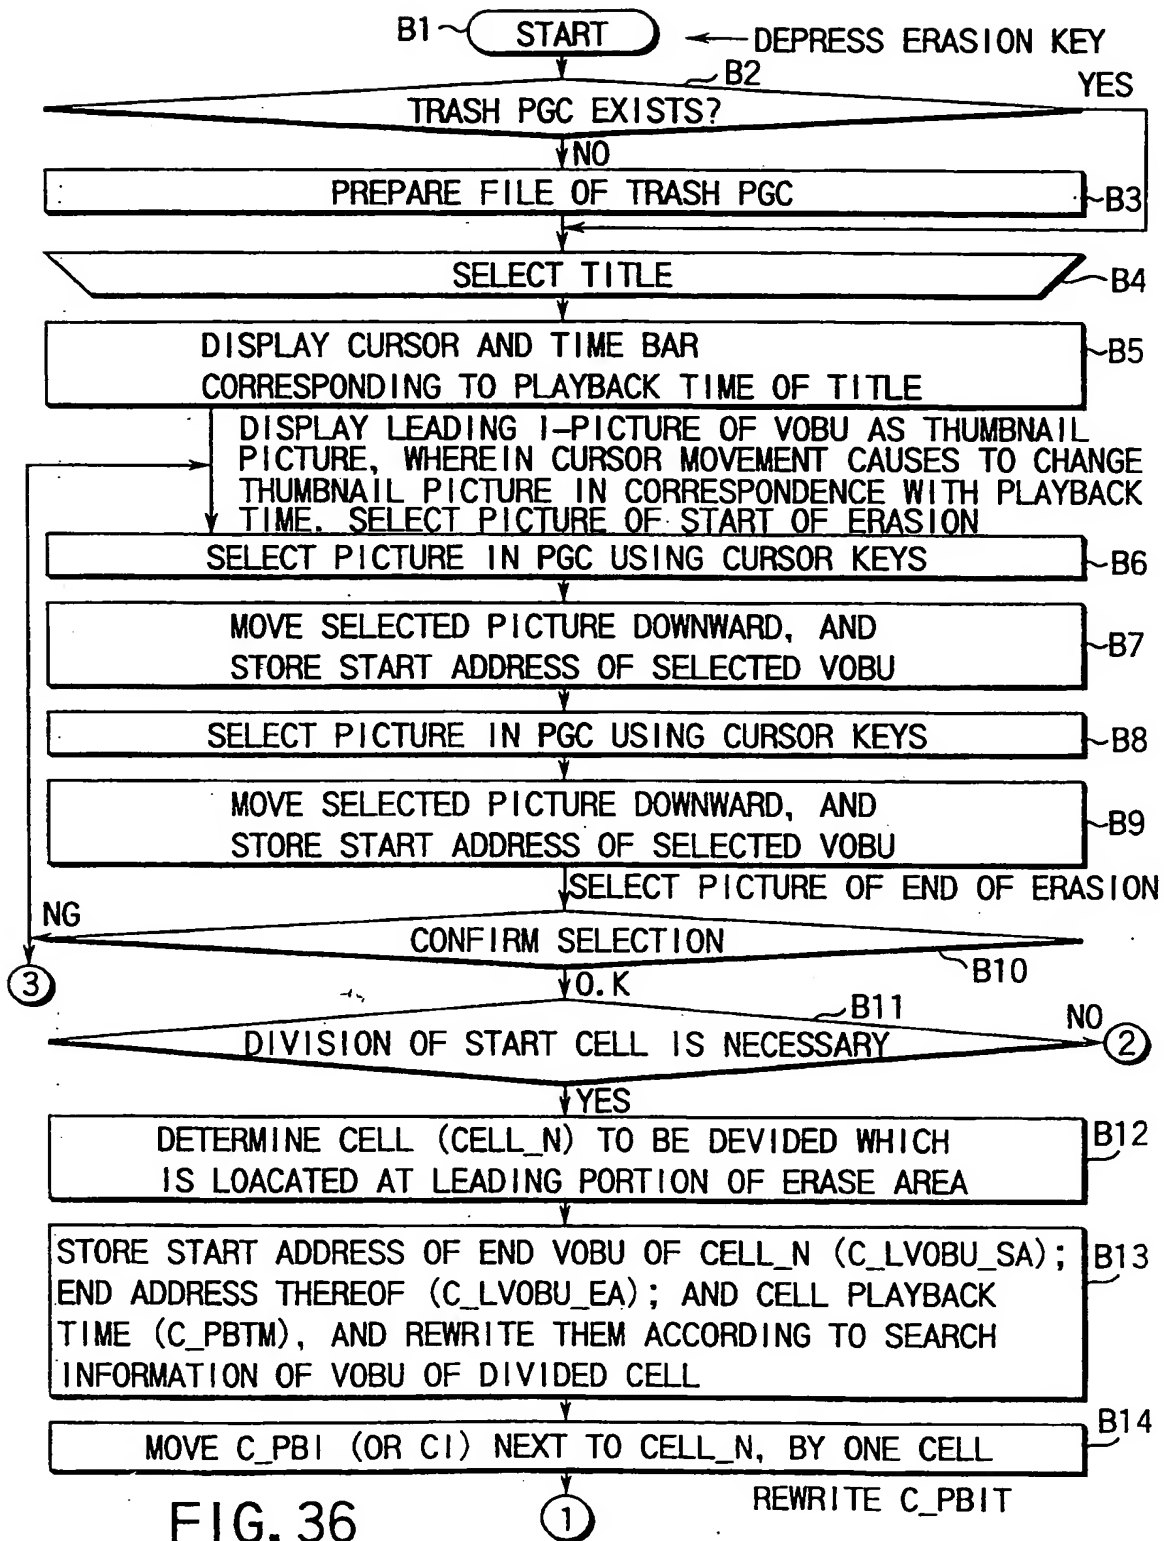 B1 START ← DEPRESS ERASION KEY
B2
TRASH PGC EXISTS? YES
NO
PREPARE FILE OF TRASH PGC B3
SELECT TITLE B4
DISPLAY CURSOR AND TIME BAR B5
CORRESPONDING TO PLAYBACK TIME OF TITLE
DISPLAY LEADING I-PICTURE OF VOBU AS THUMBNAIL
PICTURE, WHEREIN CURSOR MOVEMENT CAUSES TO CHANGE
THUMBNAIL PICTURE IN CORRESPONDENCE WITH PLAYBACK
TIME. SELECT PICTURE OF START OF ERASION
SELECT PICTURE IN PGC USING CURSOR KEYS B6
MOVE SELECTED PICTURE DOWNWARD, AND
STORE START ADDRESS OF SELECTED VOBU B7
SELECT PICTURE IN PGC USING CURSOR KEYS B8
MOVE SELECTED PICTURE DOWNWARD, AND
STORE START ADDRESS OF SELECTED VOBU B9
SELECT PICTURE OF END OF ERASION
NG
CONFIRM SELECTION
B10
3
O.K
B11
DIVISION OF START CELL IS NECESSARY NO 2
YES
DETERMINE CELL (CELL_N) TO BE DEVIDED WHICH B12
IS LOACATED AT LEADING PORTION OF ERASE AREA
STORE START ADDRESS OF END VOBU OF CELL_N (C_LVOBU_SA); B13
END ADDRESS THEREOF (C_LVOBU_EA); AND CELL PLAYBACK
TIME (C_PBTM), AND REWRITE THEM ACCORDING TO SEARCH
INFORMATION OF VOBU OF DIVIDED CELL
MOVE C_PBI (OR CI) NEXT TO CELL_N, BY ONE CELL B14
REWRITE C_PBIT
FIG. 36 1